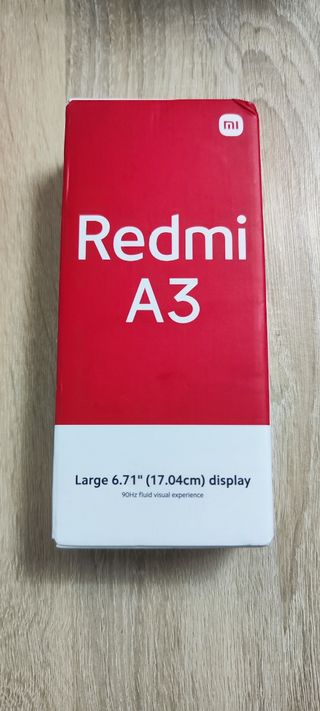 mi
Redmi
A3
Large 6.71" (17.04cm) display
90Hz fluid visual experience